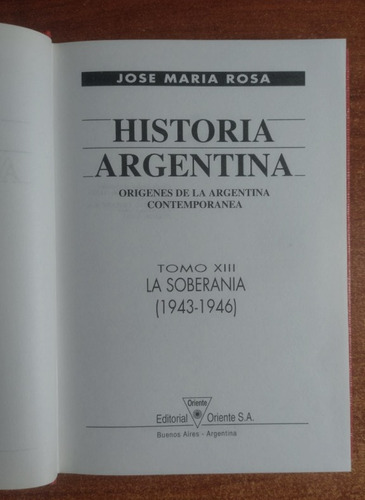 JOSE MARIA ROSA
HISTORIA
ARGENTINA
ORIGENES DE LA ARGENTINA
CONTEMPORANEA
TOMO XIII
LA SOBERANIA
(1943-1946)
Oriente
Editorial Oriente S.A.
Buenos Aires - Argentina